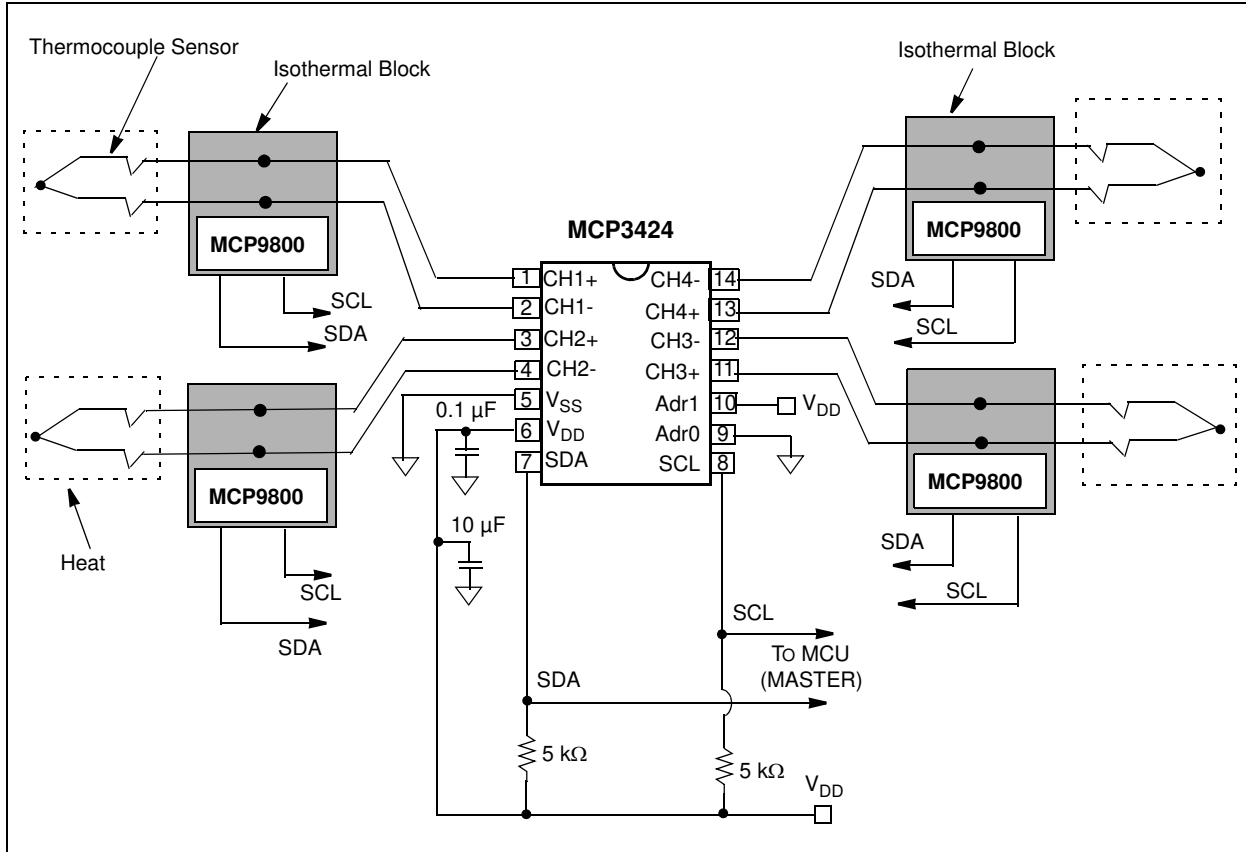 Thermocouple Sensor
Isothermal Block
Isothermal Block
MCP9800
SCL
SDA
MCP9800
SDA
SCL
MCP3424
1 CH1+
2 CH1-
3 CH2+
4 CH2-
5 VSS
6 VDD
7 SDA
CH4- 14
CH4+ 13
CH3- 12
CH3+ 11
Adr1 10
Adr0 9
SCL 8
VDD
0.1 µF
10 µF
MCP9800
SCL
SDA
Heat
MCP9800
SDA
SCL
SCL
TO MCU
(MASTER)
SDA
5 kΩ
5 kΩ
VDD